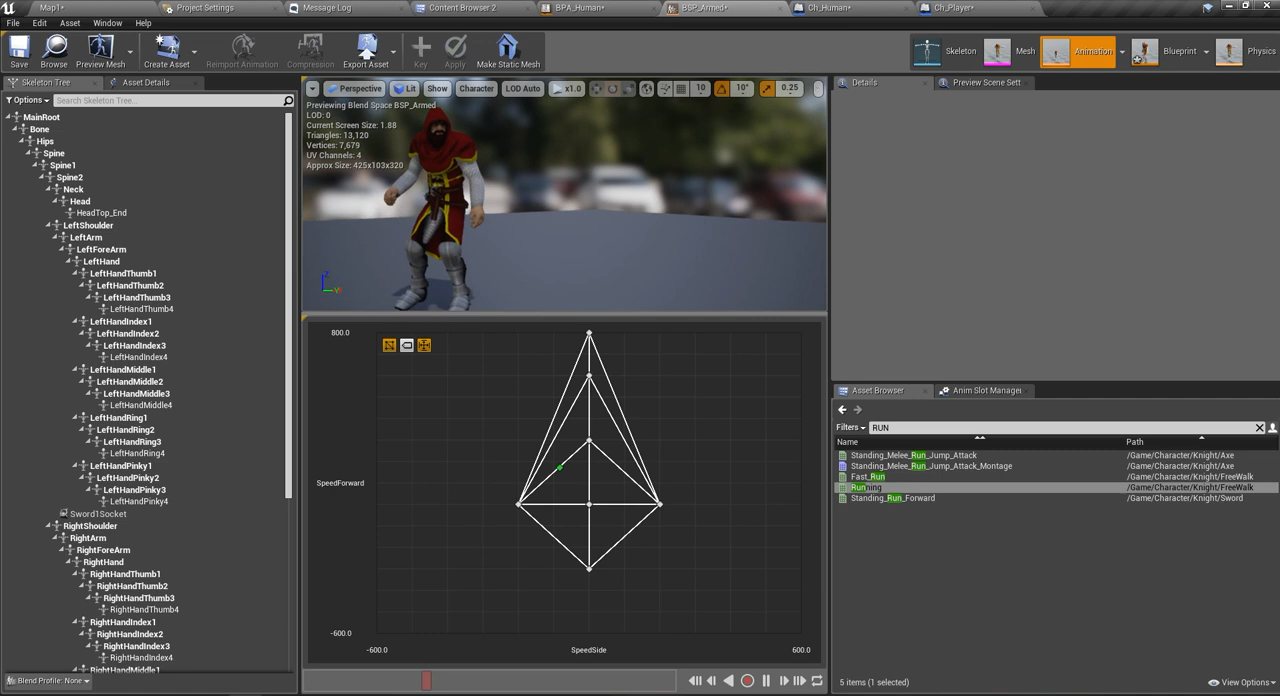 Map1*
Project Settings
Message Log
Content Browser 2
BPA_Human*
BSP_Armed*
Ch_Human*
Ch_Player*
File Edit Asset Window Help
Save
Browse
Preview Mesh
Create Asset
Reimport Animation
Compression
Export Asset
Key
Apply
Make Static Mesh
Skeleton
Mesh
Animation
Blueprint
Physics
Skeleton Tree
Asset Details
Options
Search Skeleton Tree...
MainRoot
Bone
Hips
Spine
Spine1
Spine2
Neck
Head
HeadTop_End
LeftShoulder
LeftArm
LeftForeArm
LeftHand
LeftHandThumb1
LeftHandThumb2
LeftHandThumb3
LeftHandThumb4
LeftHandIndex1
LeftHandIndex2
LeftHandIndex3
LeftHandIndex4
LeftHandMiddle1
LeftHandMiddle2
LeftHandMiddle3
LeftHandMiddle4
LeftHandRing1
LeftHandRing2
LeftHandRing3
LeftHandRing4
LeftHandPinky1
LeftHandPinky2
LeftHandPinky3
LeftHandPinky4
Sword1Socket
RightShoulder
RightArm
RightForeArm
RightHand
RightHandThumb1
RightHandThumb2
RightHandThumb3
RightHandThumb4
RightHandIndex1
RightHandIndex2
RightHandIndex3
RightHandIndex4
RightHandMiddle1
Blend Profile: None
Perspective Lit Show Character LOD Auto x1.0 10 10° 0.25
Previewing Blend Space BSP_Armed
LOD: 0
Current Screen Size: 1.88
Triangles: 13,120
Vertices: 7,679
UV Channels: 4
Approx Size: 425x103x320
Z
800.0
SpeedForward
-600.0
-600.0 SpeedSide 600.0
Details
Preview Scene Sett
Asset Browser
Anim Slot Manager
Filters
RUN
Name Path
Standing_Melee_Run_Jump_Attack /Game/Character/Knight/Axe
Standing_Melee_Run_Jump_Attack_Montage /Game/Character/Knight/Axe
Fast_Run /Game/Character/Knight/FreeWalk
Running /Game/Character/Knight/FreeWalk
Standing_Run_Forward /Game/Character/Knight/Sword
5 items (1 selected)
View Options